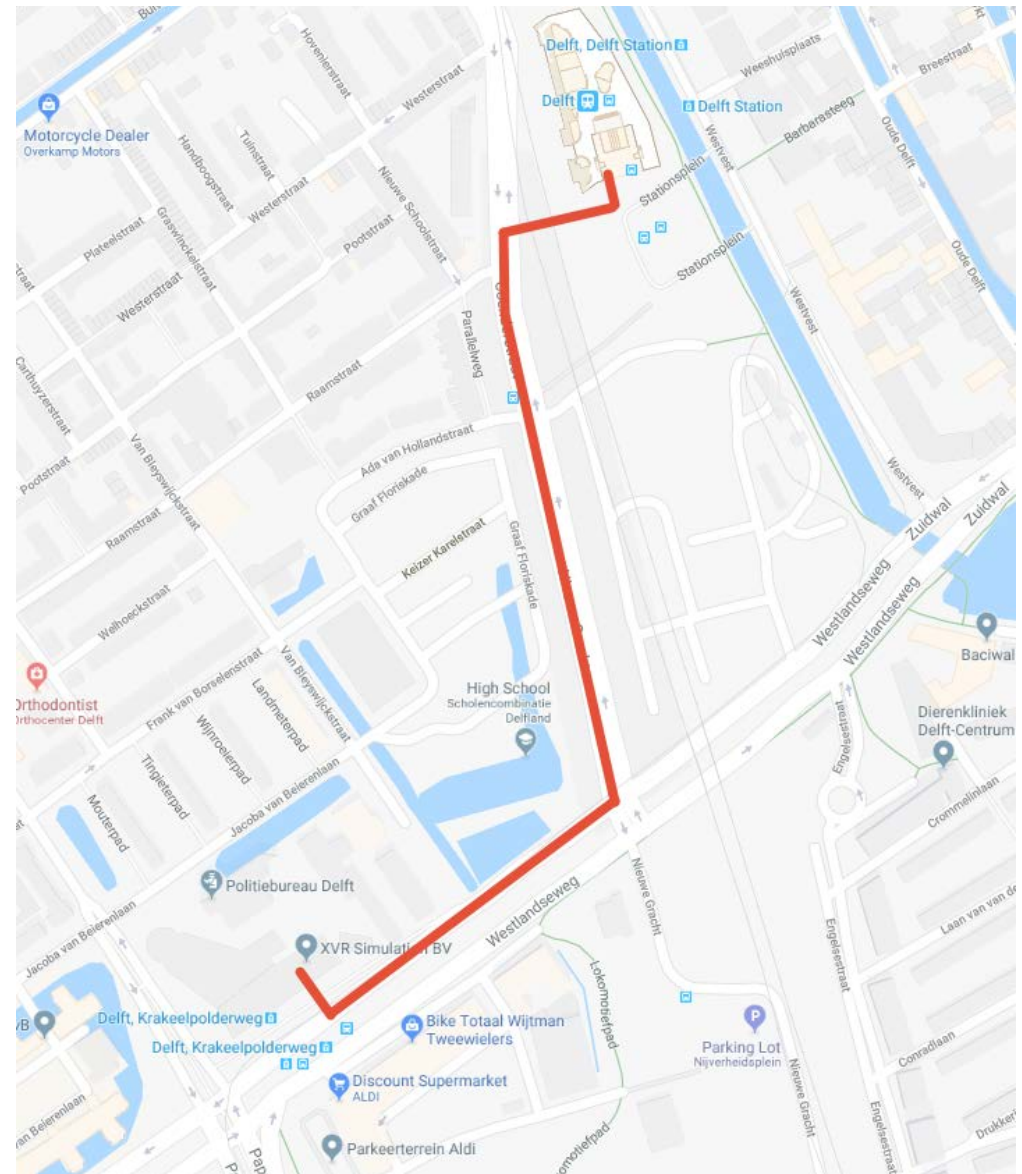 Delft, Delft Station
Weeshuisplaats
Breestraat
Hovenierstraat
Westerstraat
Delft
Delft Station
Motorcycle Dealer
Overkamp Motors
Barbarasteeg
Oude Delft
Westvest
Handboogstraat
Tuinstraat
Nieuwe Schoolstraat
Stationsplein
Graswinckelstraat
Westerstraat
Plateelstraat
Pootstraat
Stationsplein
Oude Delft
Westerstraat
Westvest
Parallelweg
Carthuyzerstraat
Raamstraat
Van Bleyswijckstraat
Ada van Hollandstraat
Pootstraat
Graaf Floriskade
Westvest
Zuidwal
Zuidwal
Raamstraat
Keizer Karelstraat
Graaf Floriskade
Westlandseweg
Westlandseweg
Welhoeckstraat
Baciwal
Orthodontist
Orthocenter Delft
Frank van Borselenstraat
Van Bleyswijckstraat
Landmeterpad
High School
Scholencombinatie
Delfland
Wijnroeierpad
Tingieterpad
Dierenkliniek
Delft-Centrum
Engelsestraat
Mouterpad
Jacoba van Beierenlaan
Crommelinlaan
Politiebureau Delft
Nieuwe Gracht
Westlandseweg
Laan van van de
Jacoba van Beierenlaan
XVR Simulation BV
Engelsestraat
Lokomotiefpad
Delft, Krakeelpolderweg
Bike Totaal Wijtman
Tweewielers
Delft, Krakeelpolderweg
Parking Lot
Nijverheidsplein
Conradlaan
Discount Supermarket
ALDI
Nieuwe Gracht
Engelsestraat
Parkeerterrein Aldi